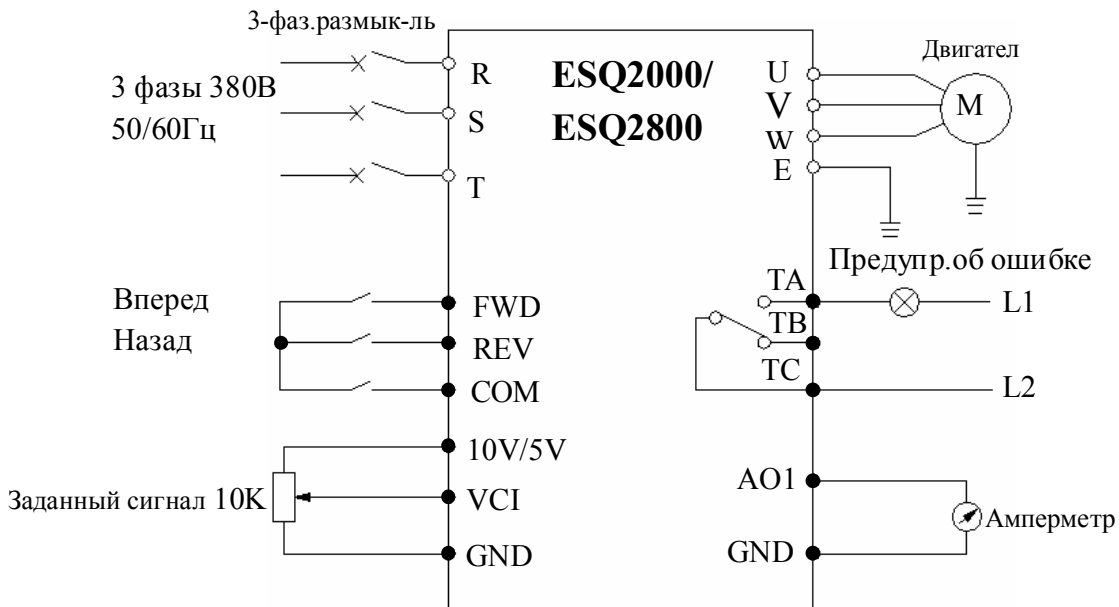 3-фаз.размык-ль
3 фазы 380В
50/60Гц
R
S
T
ESQ2000/
ESQ2800
U
V
W
E
Двигател
M
Вперед
Назад
FWD
REV
COM
Предупр.об ошибке
TA
TB
TC
L1
L2
10V/5V
Заданный сигнал 10K
VCI
GND
AO1
GND
Амперметр